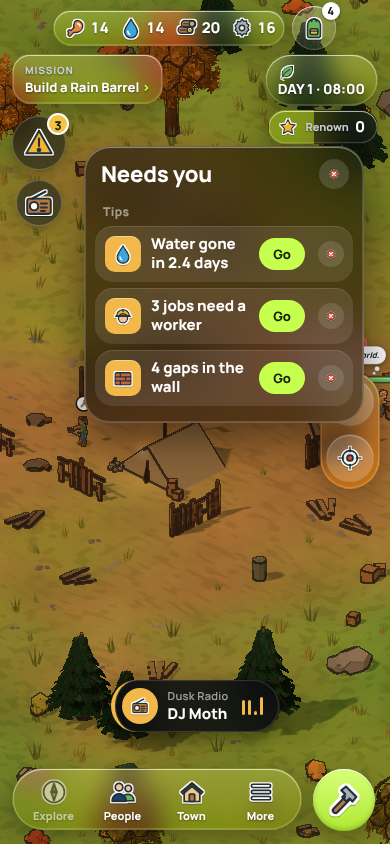 14 14 20 16 4
MISSION
Build a Rain Barrel ›
DAY 1 · 08:00
3
Renown 0
Needs you
Tips
Water gone
in 2.4 days
Go
3 jobs need a
worker
Go
4 gaps in the
wall
Go
orld.
Dusk Radio
DJ Moth
Explore People Town More